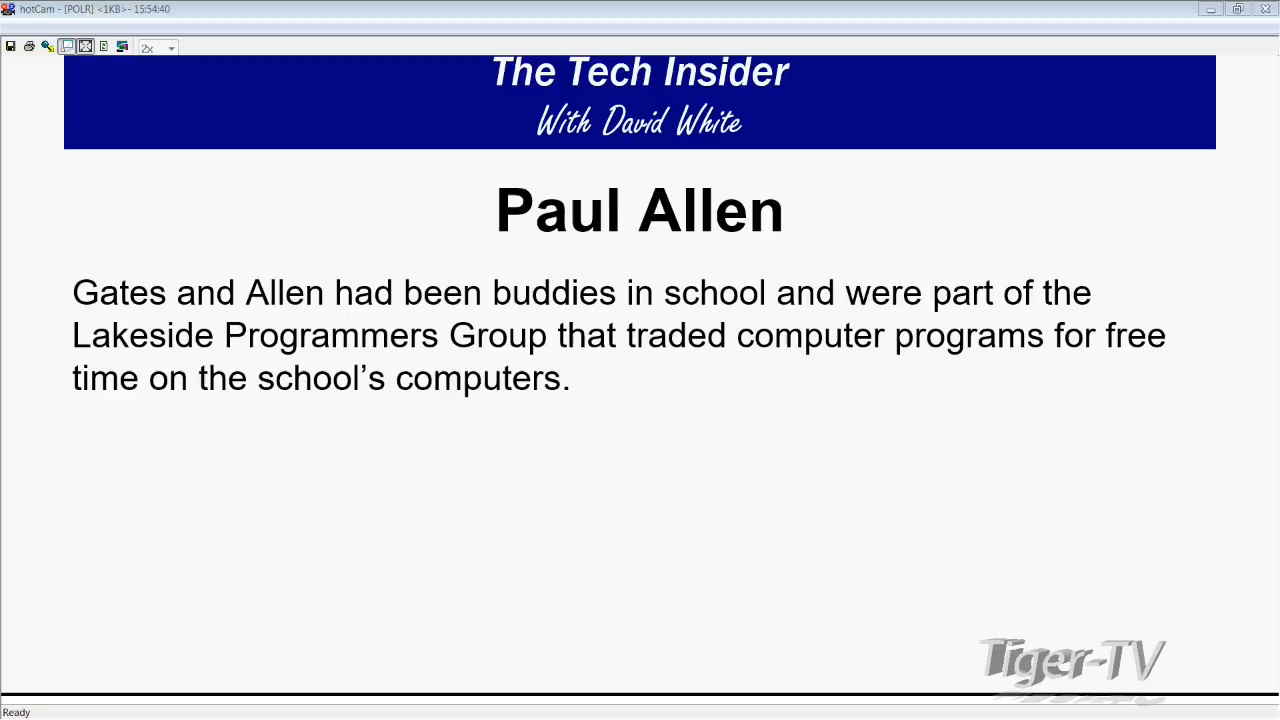 hotCam - [POLR] <1KB>- 15:54:40
2x
The Tech Insider
With David White
Paul Allen
Gates and Allen had been buddies in school and were part of the
Lakeside Programmers Group that traded computer programs for free
time on the school’s computers.
Tiger-TV
Ready